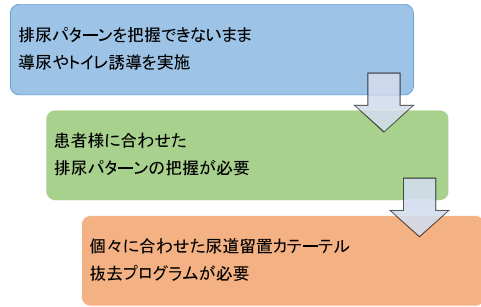 排尿パターンを把握できないまま
導尿やトイレ誘導を実施
患者様に合わせた
排尿パターンの把握が必要
個々に合わせた尿道留置カテーテル
抜去プログラムが必要